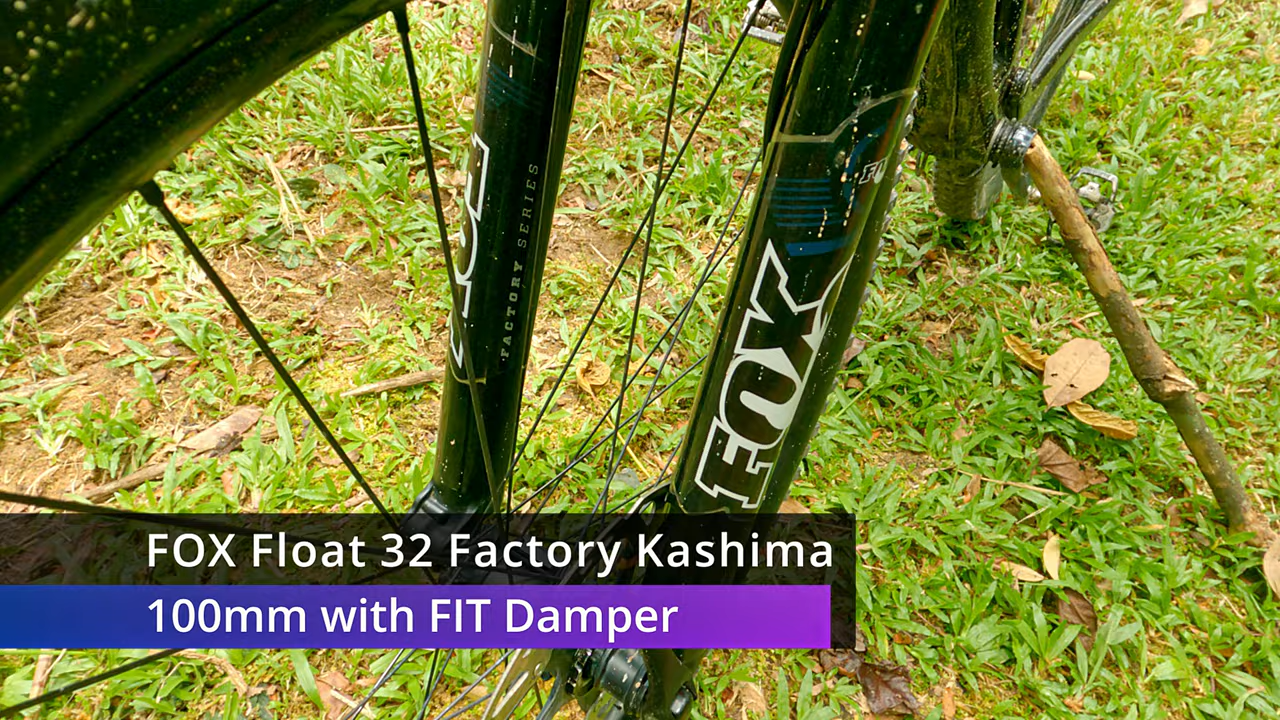 FOX
FACTORY SERIES
FOX
FOX Float 32 Factory Kashima
100mm with FIT Damper